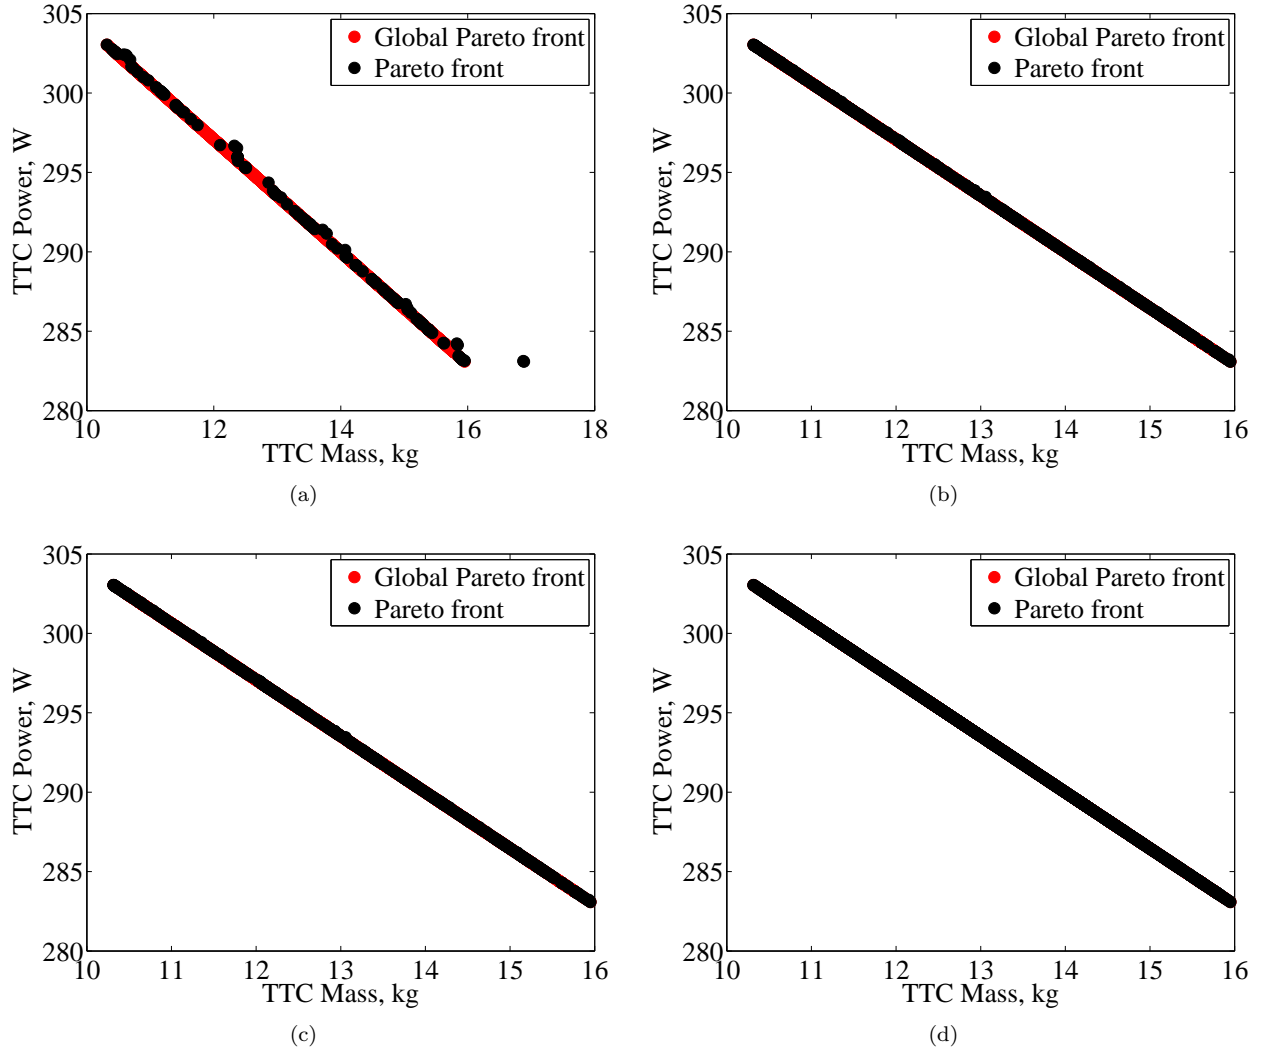 305
300
295
290
285
280
TTC Power, W
Global Pareto front
Pareto front
10 12 14 16 18
TTC Mass, kg
(a)
305
300
295
290
285
280
TTC Power, W
Global Pareto front
Pareto front
10 11 12 13 14 15 16
TTC Mass, kg
(b)
305
300
295
290
285
280
TTC Power, W
Global Pareto front
Pareto front
10 11 12 13 14 15 16
TTC Mass, kg
(c)
305
300
295
290
285
280
TTC Power, W
Global Pareto front
Pareto front
10 11 12 13 14 15 16
TTC Mass, kg
(d)